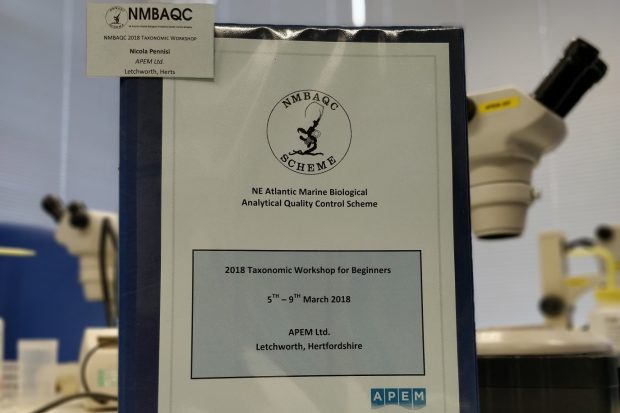 NMBAQC
NMBAQC 2018 TAXONOMIC WORKSHOP
Nicola Pennisi
APEM Ltd.
Letchworth, Herts
NMBAQC
SCHEME
NE Atlantic Marine Biological
Analytical Quality Control Scheme
2018 Taxonomic Workshop for Beginners
5TH – 9TH March 2018
APEM Ltd.
Letchworth, Hertfordshire
APEM